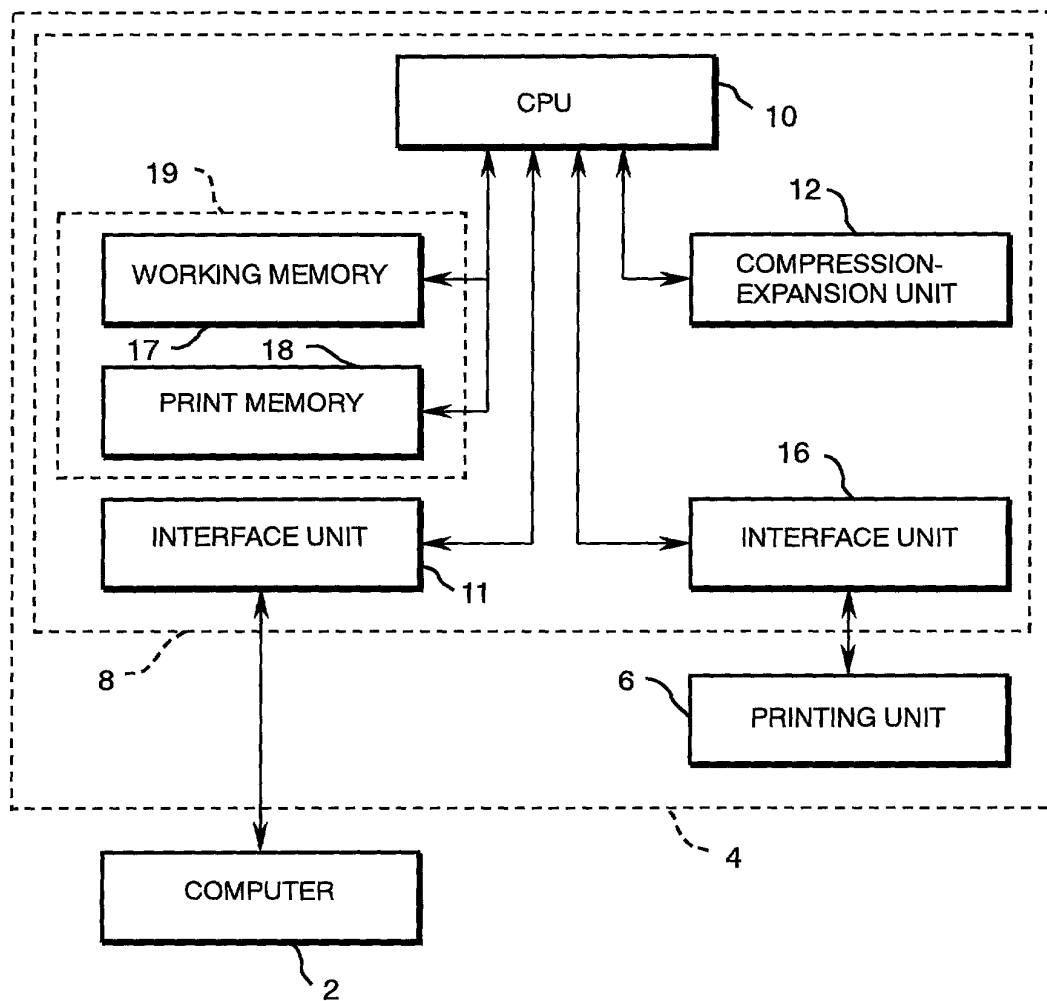 CPU
10
19
12
WORKING MEMORY
COMPRESSION-
EXPANSION UNIT
17
18
PRINT MEMORY
16
INTERFACE UNIT
INTERFACE UNIT
11
8
6
PRINTING UNIT
4
COMPUTER
2